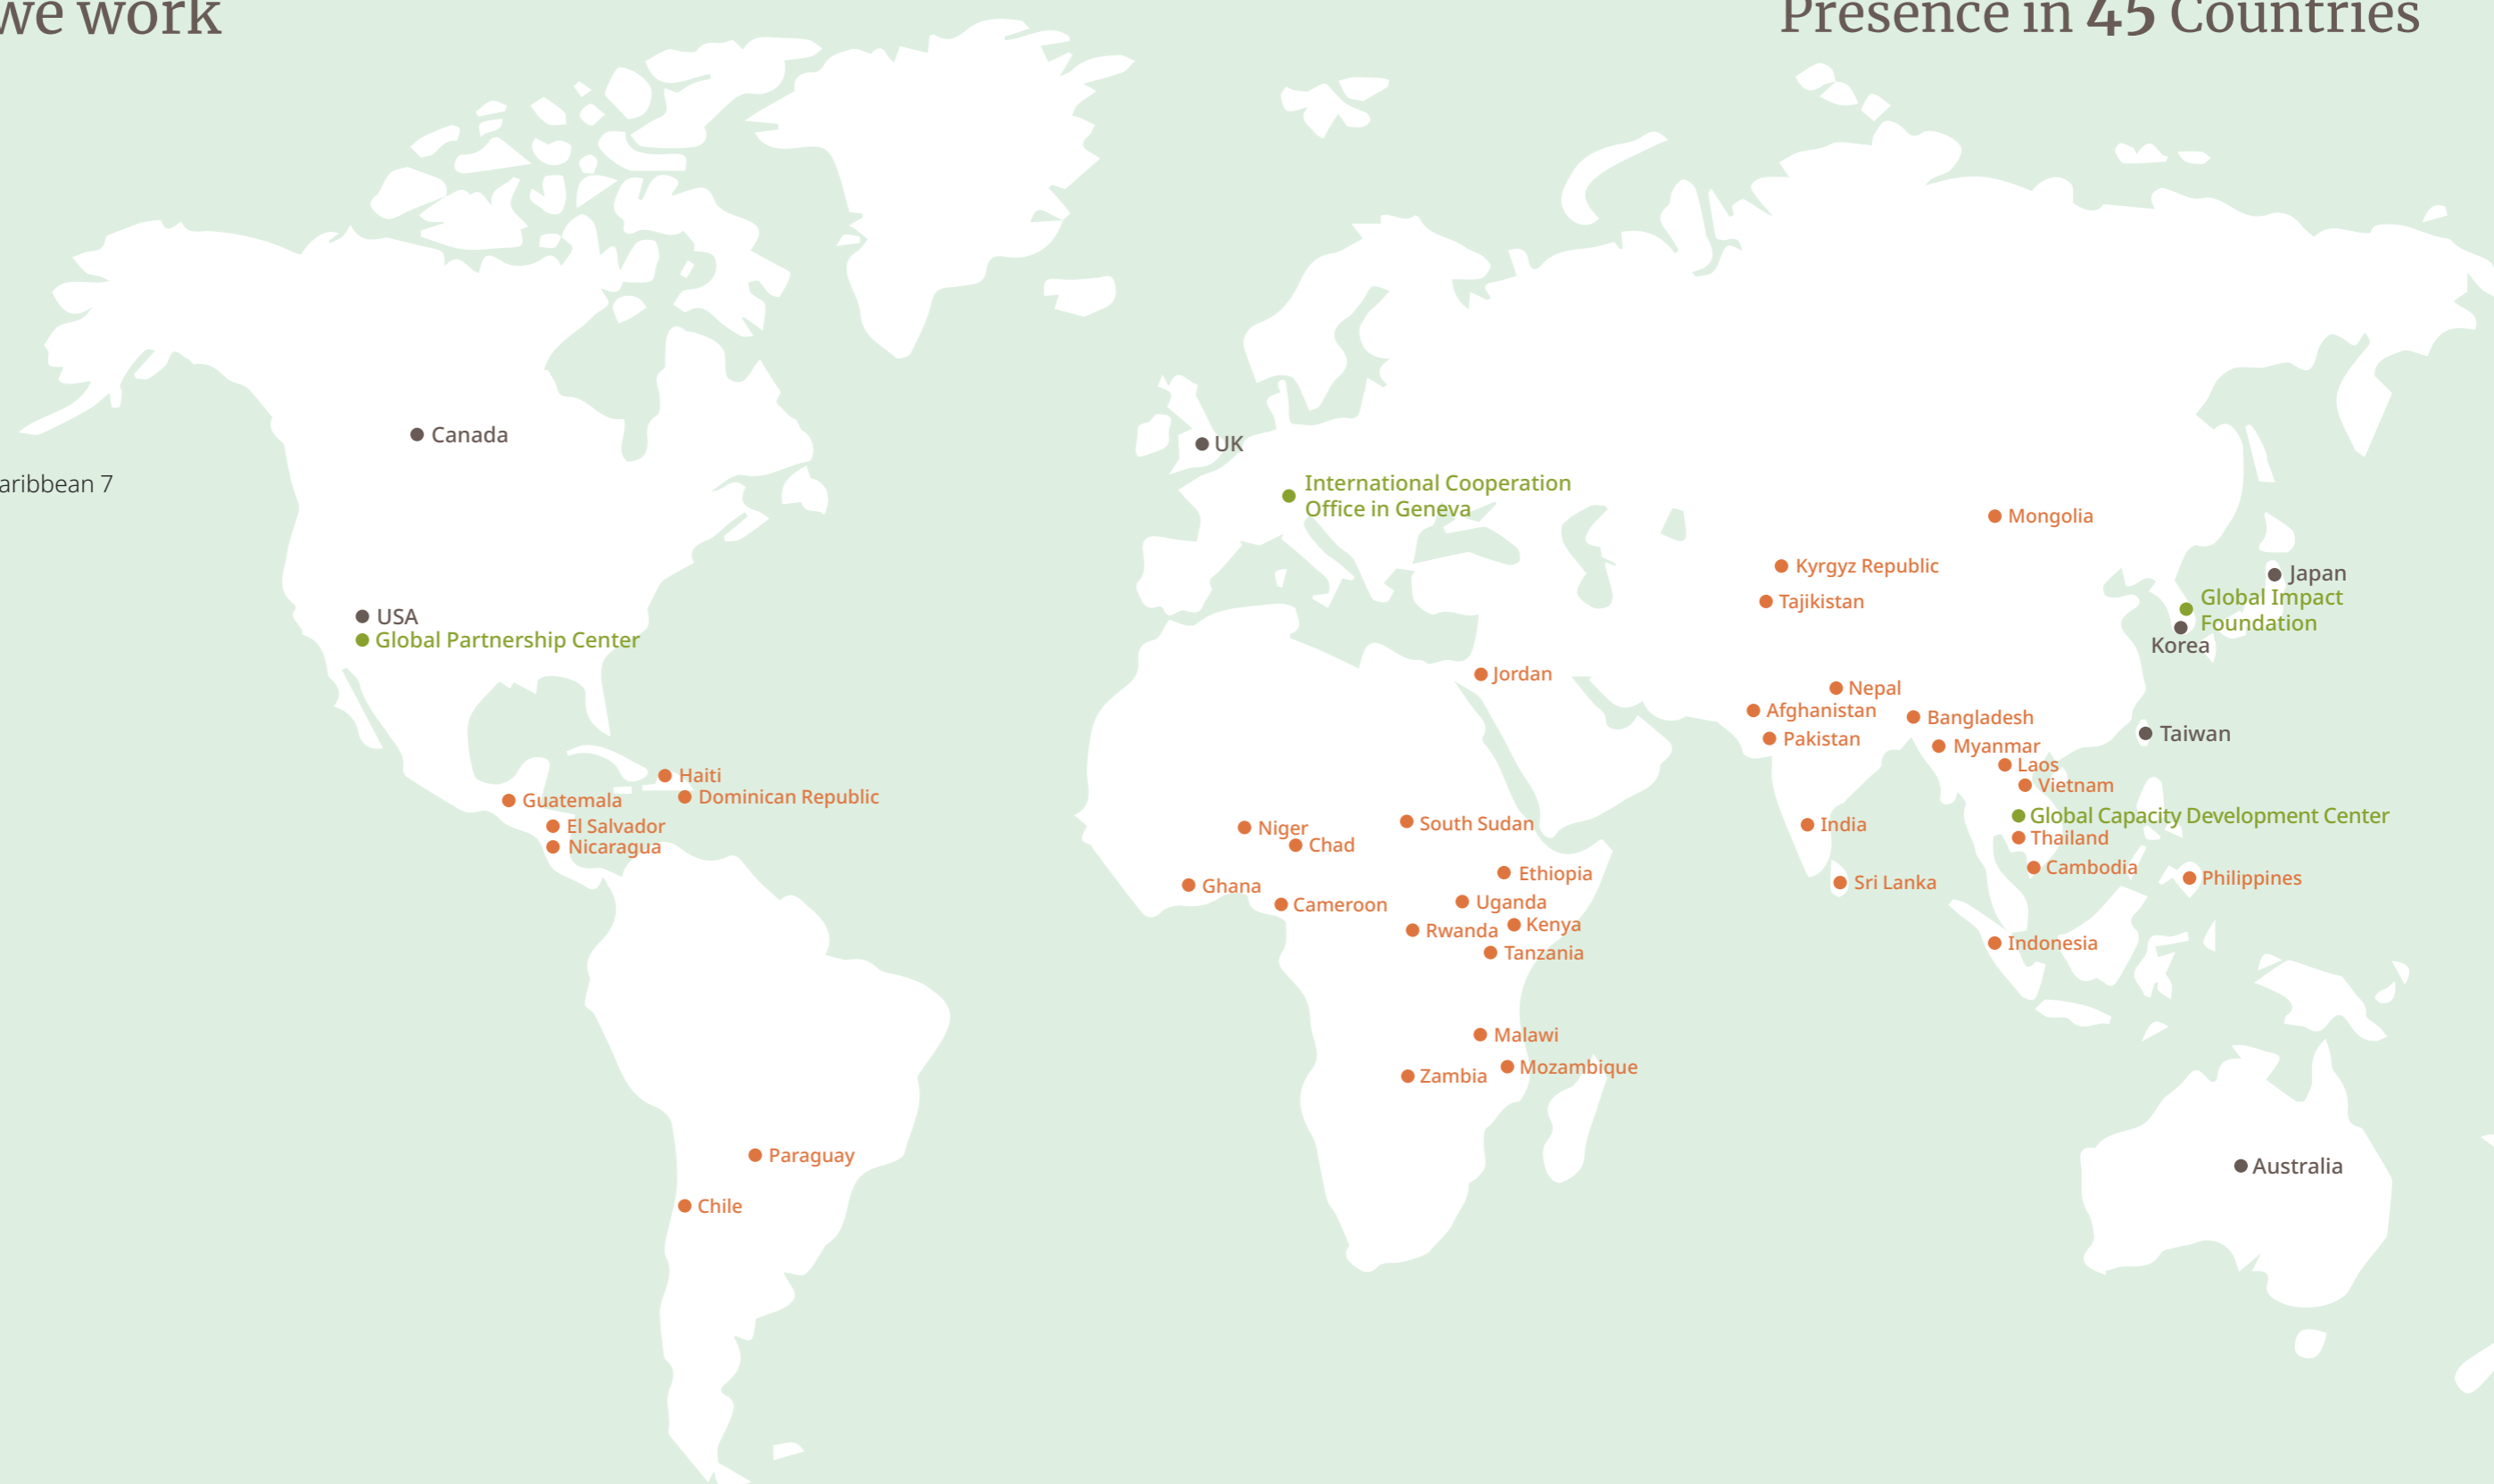 we work
Presence in 45 Countries
Canada
UK
aribbean 7
International Cooperation
Office in Geneva
Mongolia
Kyrgyz Republic
Japan
Tajikistan
Global Impact
Foundation
USA
Global Partnership Center
Korea
Jordan
Nepal
Afghanistan
Bangladesh
Taiwan
Pakistan
Myanmar
Laos
Haiti
Vietnam
Dominican Republic
Guatemala
Global Capacity Development Center
El Salvador
Niger
South Sudan
India
Thailand
Nicaragua
Chad
Cambodia
Ethiopia
Philippines
Sri Lanka
Ghana
Uganda
Cameroon
Kenya
Rwanda
Indonesia
Tanzania
Malawi
Mozambique
Zambia
Paraguay
Australia
Chile